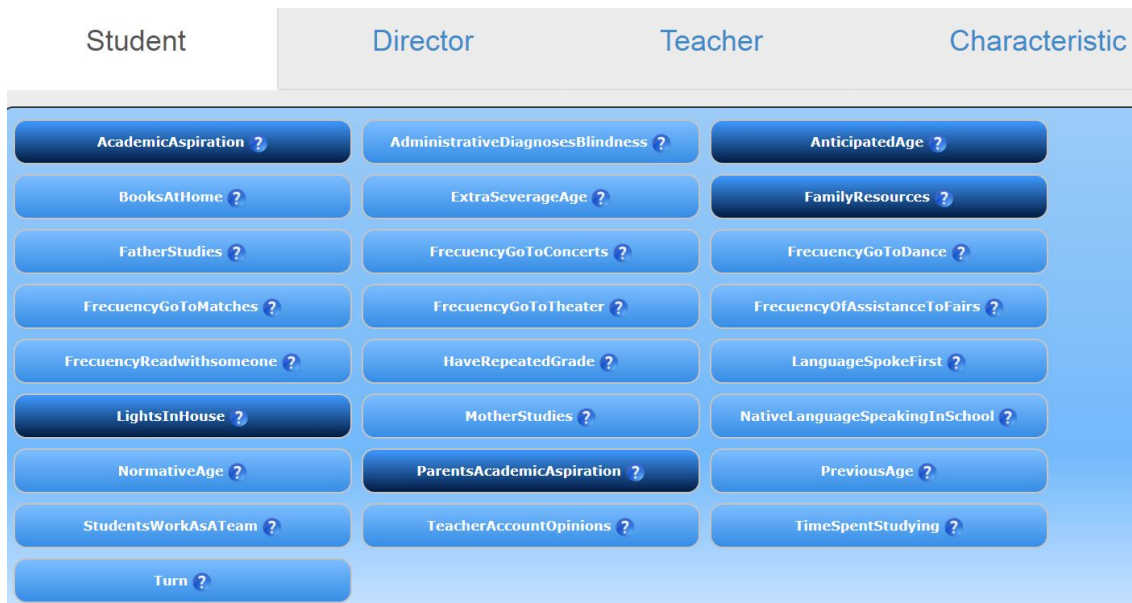 Student Director Teacher Characteristic
AcademicAspiration ? AdministrativeDiagnosesBlindness ? AnticipatedAge ?
BooksAtHome ? ExtraSeverageAge ? FamilyResources ?
FatherStudies ? FrecuencyGoToConcerts ? FrecuencyGoToDance ?
FrecuencyGoToMatches ? FrecuencyGoToTheater ? FrecuencyOfAssistanceToFairs ?
FrecuencyReadwithsomeone ? HaveRepeatedGrade ? LanguageSpokeFirst ?
LightsInHouse ? MotherStudies ? NativeLanguageSpeakingInSchool ?
NormativeAge ? ParentsAcademicAspiration ? PreviousAge ?
StudentsWorkAsATeam ? TeacherAccountOpinions ? TimeSpentStudying ?
Turn ?